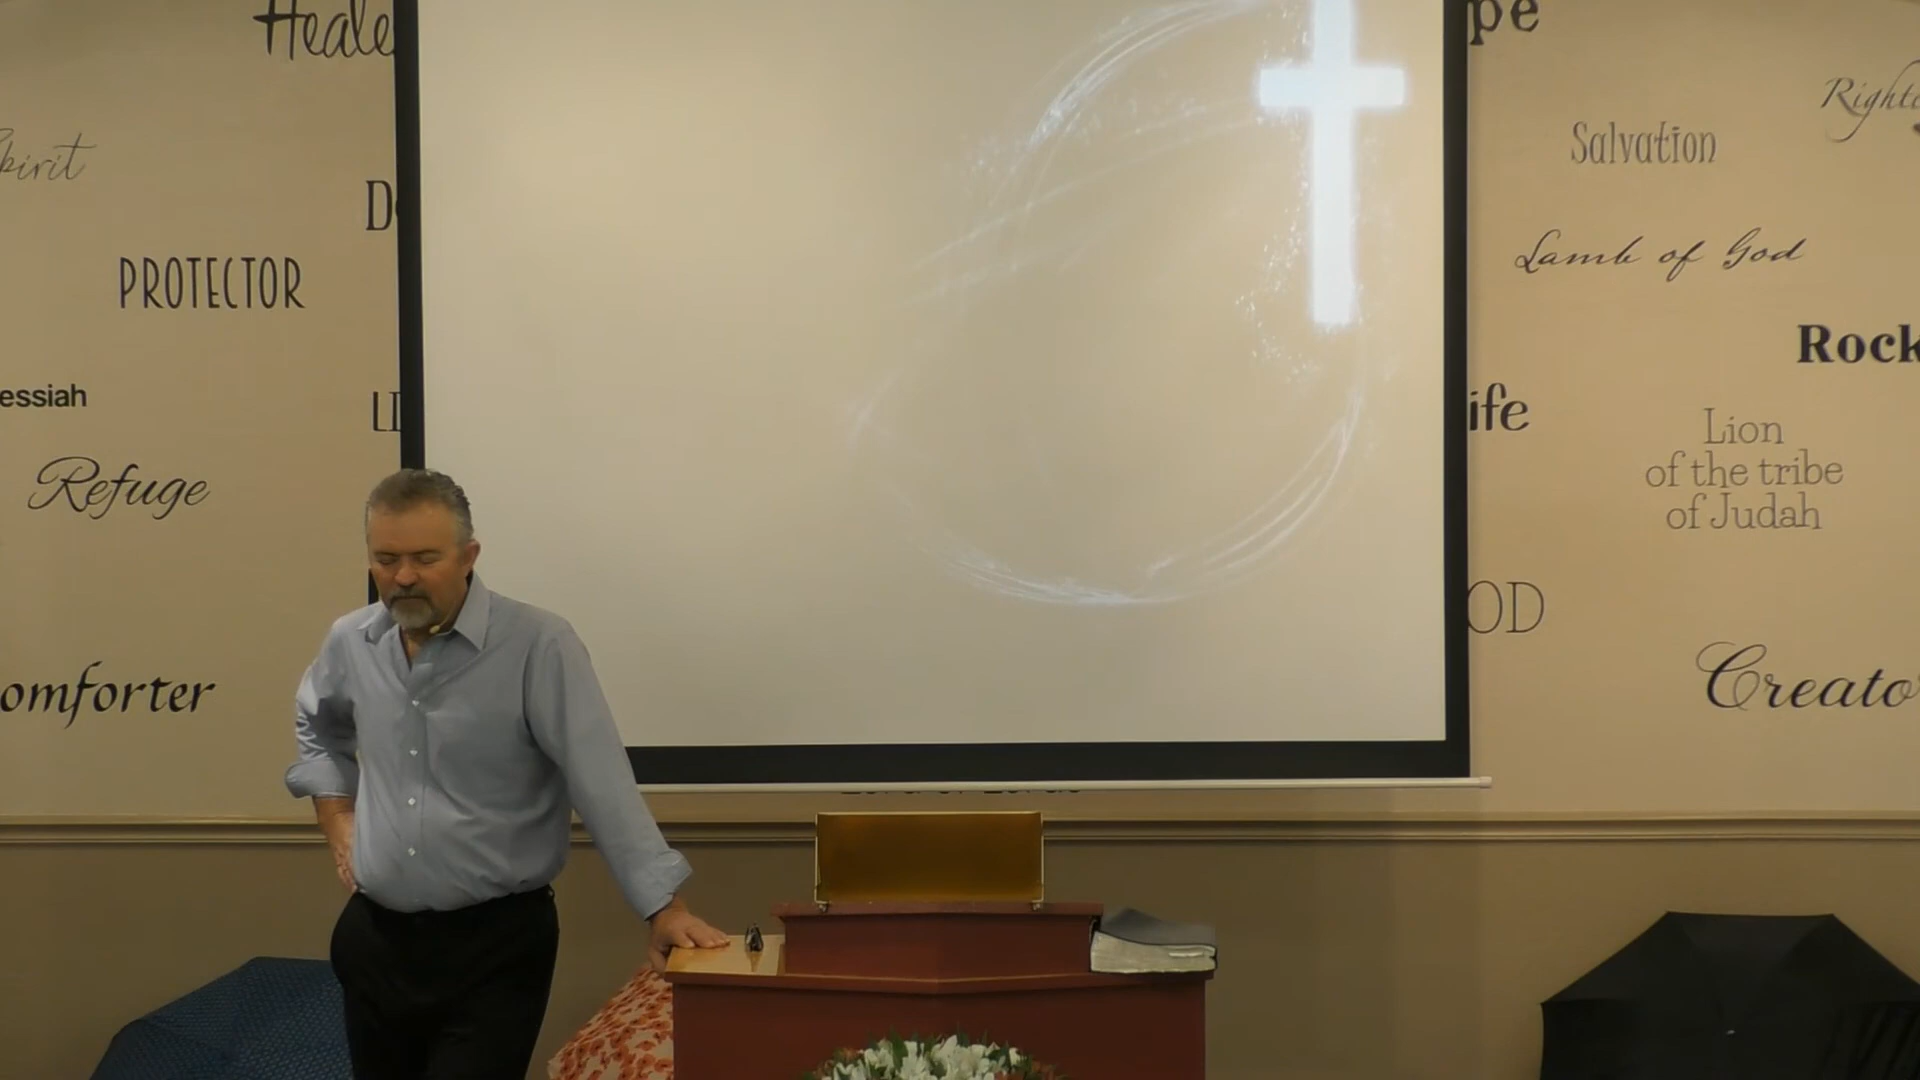 Heale
pe
Righte
Salvation
pirit
D
Lamb of God
PROTECTOR
Rock
essiah
LI
ife
Lion
of the tribe
of Judah
Refuge
OD
omforter
Creato